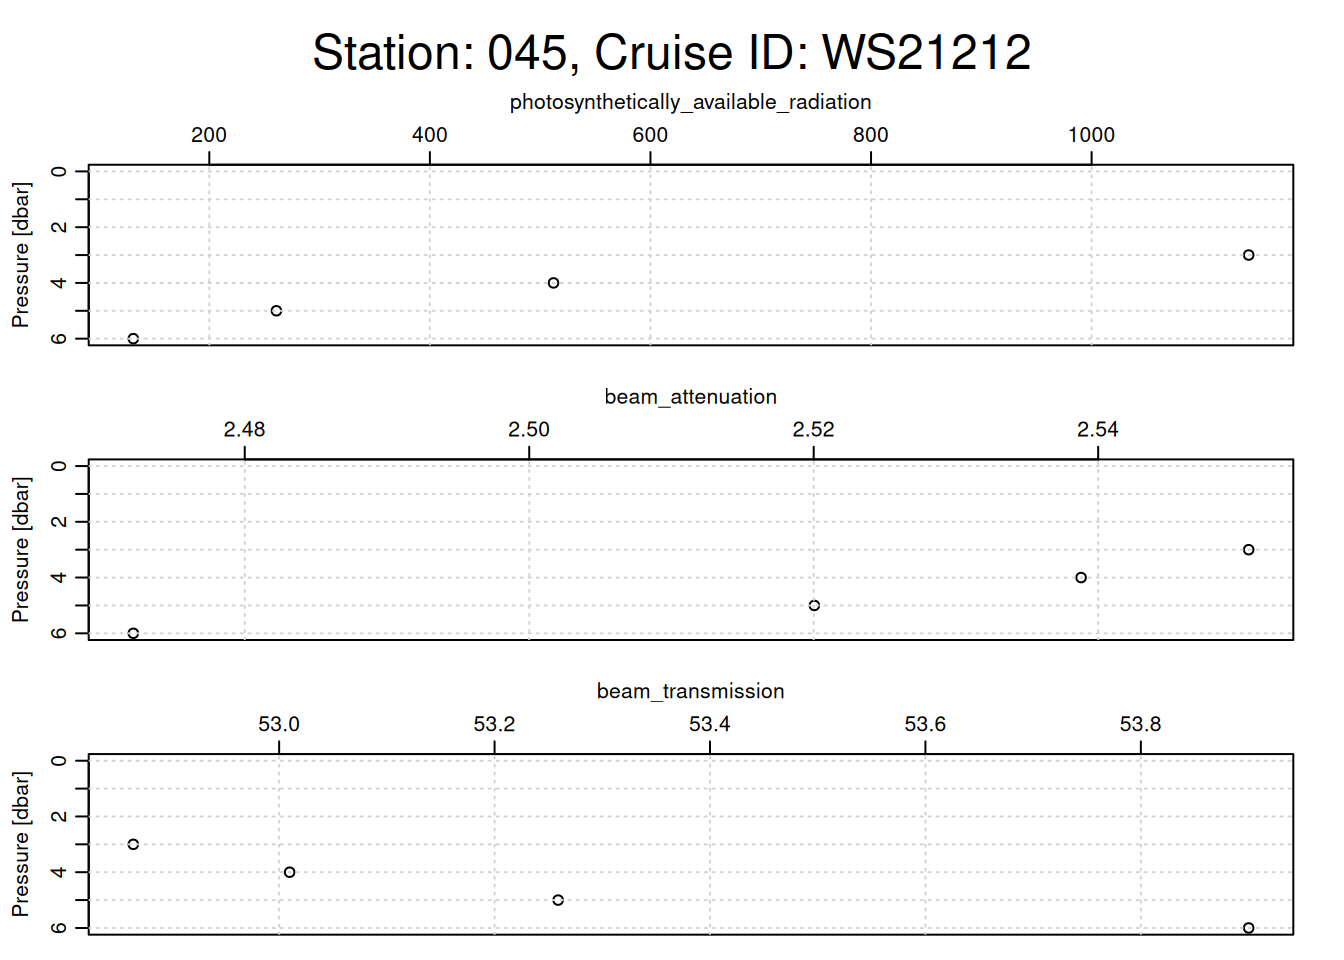 Station: 045, Cruise ID: WS21212
photosynthetically_available_radiation
200 400 600 800 1000
Pressure [dbar]
0
2
4
6
beam_attenuation
2.48 2.50 2.52 2.54
Pressure [dbar]
0
2
4
6
beam_transmission
53.0 53.2 53.4 53.6 53.8
Pressure [dbar]
0
2
4
6